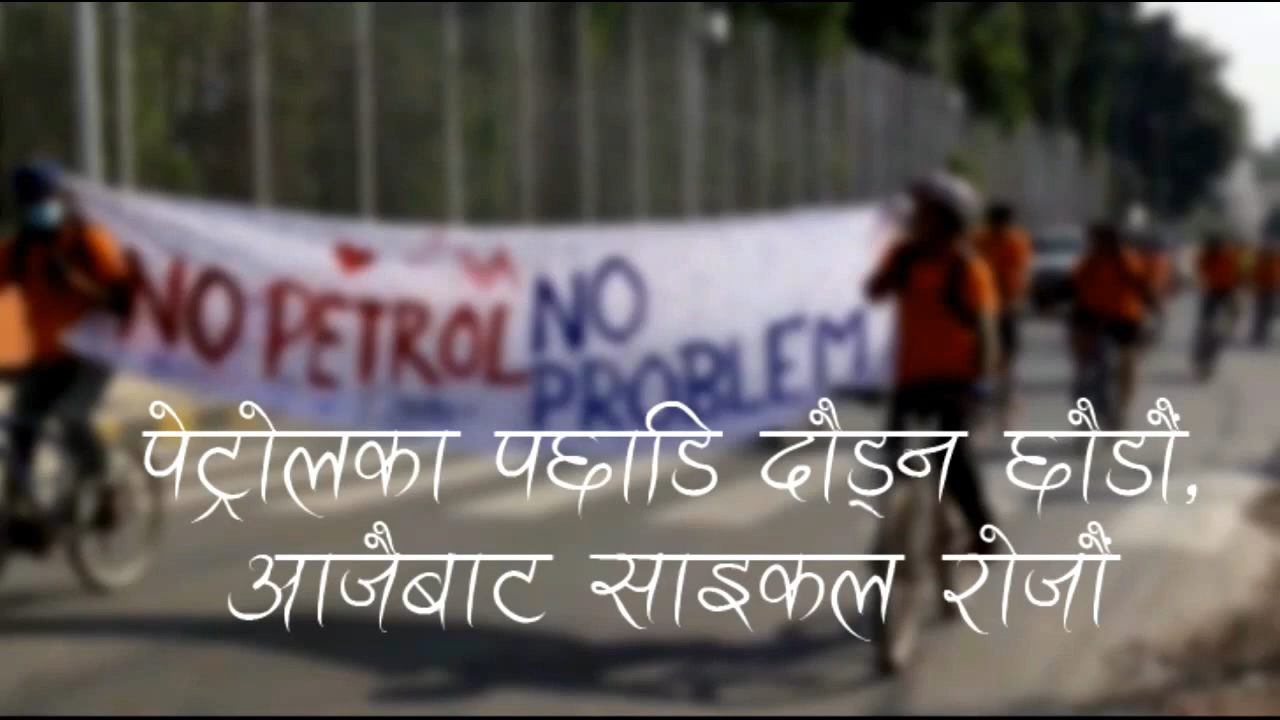 NO PETROL NO
PROBLEM
पेट्रोलका पछाडि दौड्न छौडौं,
आजैबाट साइकल रोजौं